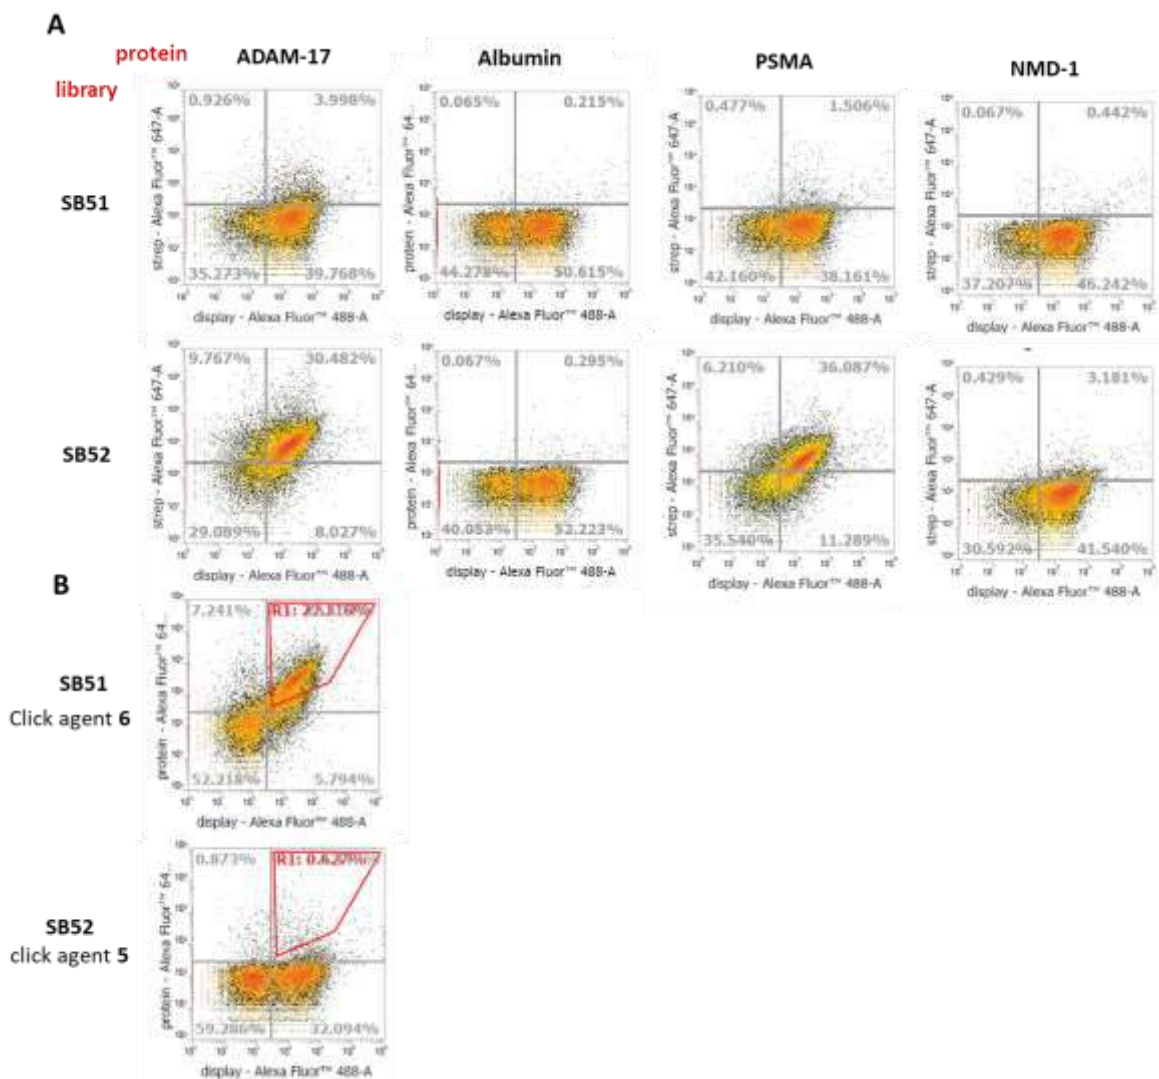 A
protein ADAM-17 Albumin PSMA NMD-1
library
SB51
0.926% 3.998%
35.273% 39.768%
strep - Alexa Fluor™ 647-A
display - Alexa Fluor™ 488-A
0.065% 0.215%
44.278% 50.615%
protein - Alexa Fluor™ 64...
display - Alexa Fluor™ 488-A
0.477% 1.506%
42.160% 38.161%
strep - Alexa Fluor™ 647-A
display - Alexa Fluor™ 488-A
0.067% 0.442%
37.207% 46.242%
strep - Alexa Fluor™ 647-A
display - Alexa Fluor™ 488-A
SB52
9.767% 30.482%
29.089% 8.027%
strep - Alexa Fluor™ 647-A
display - Alexa Fluor™ 488-A
0.067% 0.295%
40.053% 52.223%
protein - Alexa Fluor™ 64...
display - Alexa Fluor™ 488-A
6.210% 36.087%
35.540% 11.289%
strep - Alexa Fluor™ 647-A
display - Alexa Fluor™ 488-A
0.429% 3.181%
30.592% 41.540%
strep - Alexa Fluor™ 647-A
display - Alexa Fluor™ 488-A
B
SB51
Click agent 6
7.241% R1:
52.218% 5.794%
protein - Alexa Fluor™ 64...
display - Alexa Fluor™ 488-A
SB52
click agent 5
0.873% R1:
59.286% 32.094%
protein - Alexa Fluor™ 64...
display - Alexa Fluor™ 488-A